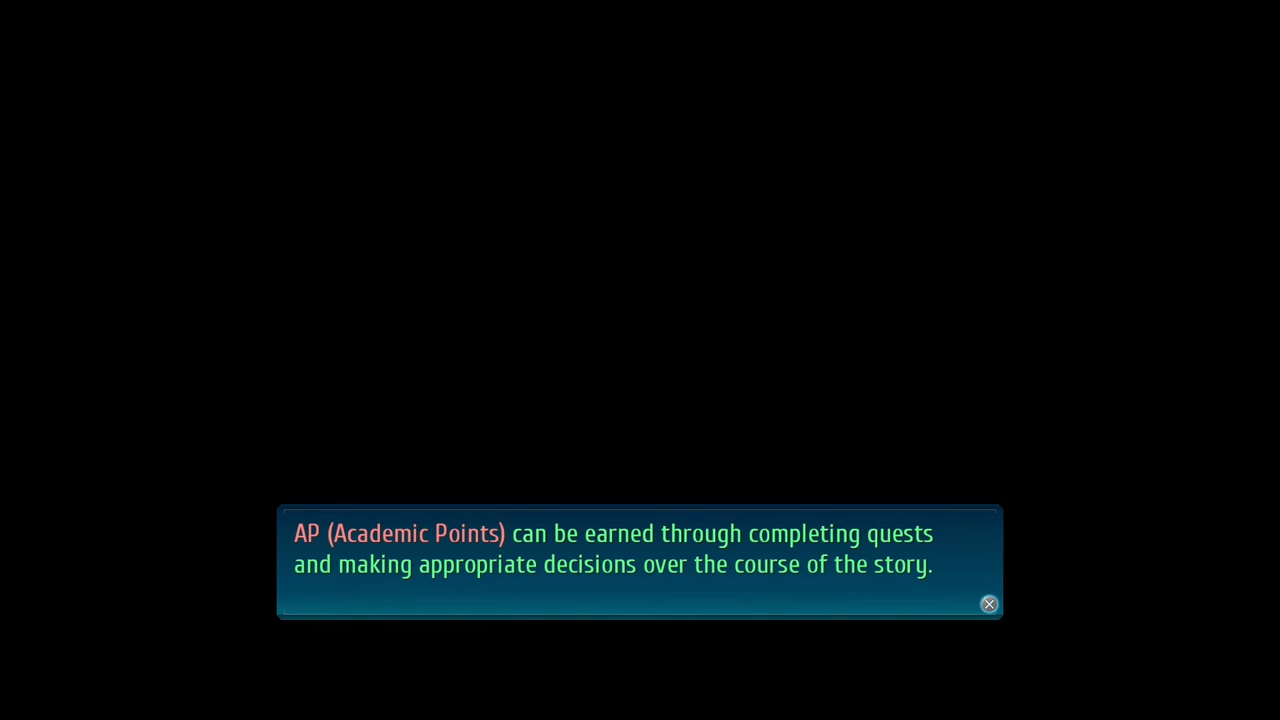 AP (Academic Points) can be earned through completing quests
and making appropriate decisions over the course of the story.